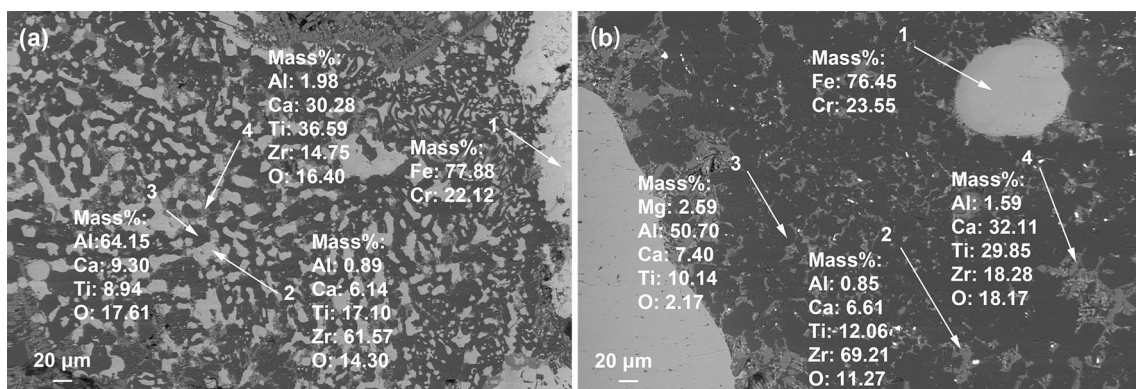 (a)
Mass%:
Al: 1.98
Ca: 30.28
Ti: 36.59
Zr: 14.75
O: 16.40
4
1
Mass%:
Fe: 77.88
Cr: 22.12
3
Mass%:
Al:64.15
Ca: 9.30
Ti: 8.94
O: 17.61
Mass%:
Al: 0.89
Ca: 6.14
Ti: 17.10
Zr: 61.57
O: 14.30
2
20 µm
(b)
1
Mass%:
Fe: 76.45
Cr: 23.55
3
Mass%:
Mg: 2.59
Al: 50.70
Ca: 7.40
Ti: 10.14
O: 2.17
2
Mass%:
Al: 0.85
Ca: 6.61
Ti: 12.06
Zr: 69.21
O: 11.27
4
Mass%:
Al: 1.59
Ca: 32.11
Ti: 29.85
Zr: 18.28
O: 18.17
20 µm